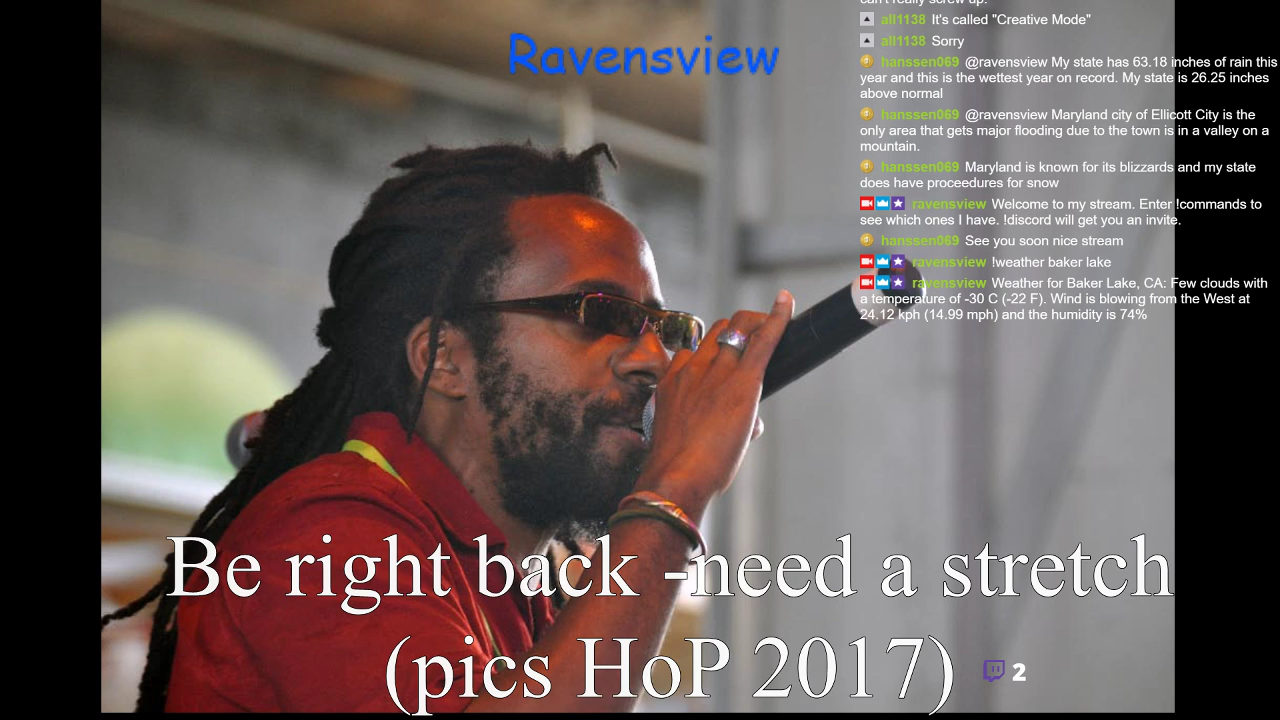 Ravensview
can't really screw up.
all1138 It's called "Creative Mode"
all1138 Sorry
hanssen069 @ravensview My state has 63.18 inches of rain this
year and this is the wettest year on record. My state is 26.25 inches
above normal
hanssen069 @ravensview Maryland city of Ellicott City is the
only area that gets major flooding due to the town is in a valley on a
mountain.
hanssen069 Maryland is known for its blizzards and my state
does have proceedures for snow
ravensview Welcome to my stream. Enter !commands to
see which ones I have. !discord will get you an invite.
hanssen069 See you soon nice stream
ravensview !weather baker lake
ravensview Weather for Baker Lake, CA: Few clouds with
a temperature of -30 C (-22 F). Wind is blowing from the West at
24.12 kph (14.99 mph) and the humidity is 74%
Be right back -need a stretch
(pics HoP 2017)
2